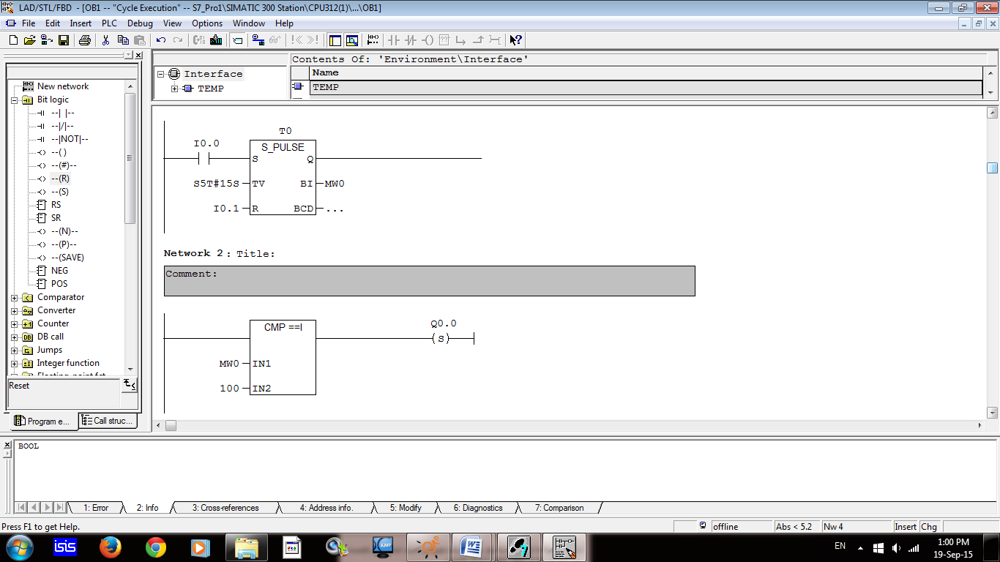 LAD/STL/FBD - [OB1 -- "Cycle Execution" -- S7_Pro1\SIMATIC 300 Station\CPU312(1)\...\OB1]
File Edit Insert PLC Debug View Options Window Help
Contents Of: 'Environment\Interface'
Interface
TEMP
Name
TEMP
New network
Bit logic
--| |--
--|/|--
--|NOT|--
--( )
--(#)--
--(R)
--(S)
RS
SR
--(N)--
--(P)--
--(SAVE)
NEG
POS
Comparator
Converter
Counter
DB call
Jumps
Integer function
Reset
Program e... Call struc...
T0
I0.0 S_PULSE
S Q
S5T#15S TV BI MW0
I0.1 R BCD ...
Network 2 : Title:
Comment:
CMP ==I Q0.0
(S)
MW0 IN1
100 IN2
BOOL
1: Error 2: Info 3: Cross-references 4: Address info. 5: Modify 6: Diagnostics 7: Comparison
Press F1 to get Help. offline Abs < 5.2 Nw 4 Insert Chg
isis KMP EN 1:00 PM
19-Sep-15